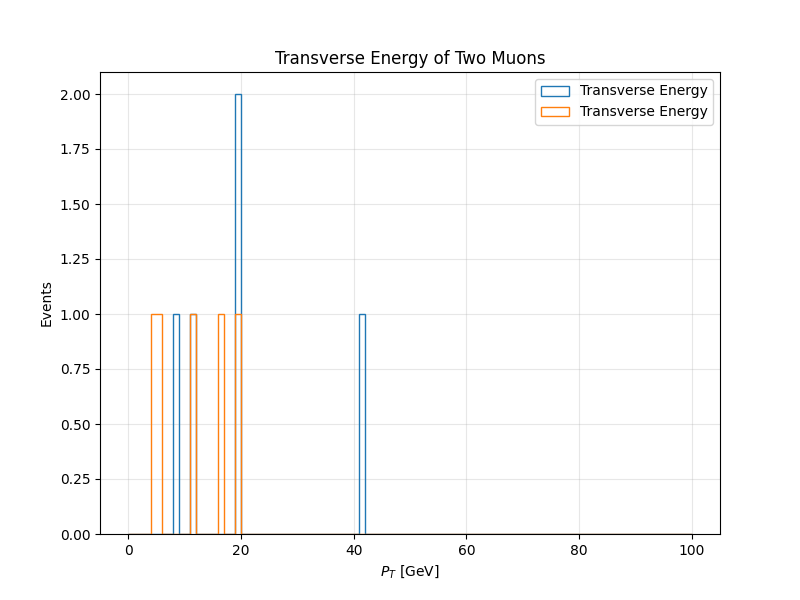 Transverse Energy of Two Muons
Transverse Energy
Transverse Energy
2.00
1.75
1.50
1.25
1.00
0.75
0.50
0.25
0.00
Events
0 20 40 60 80 100
P_T [GeV]